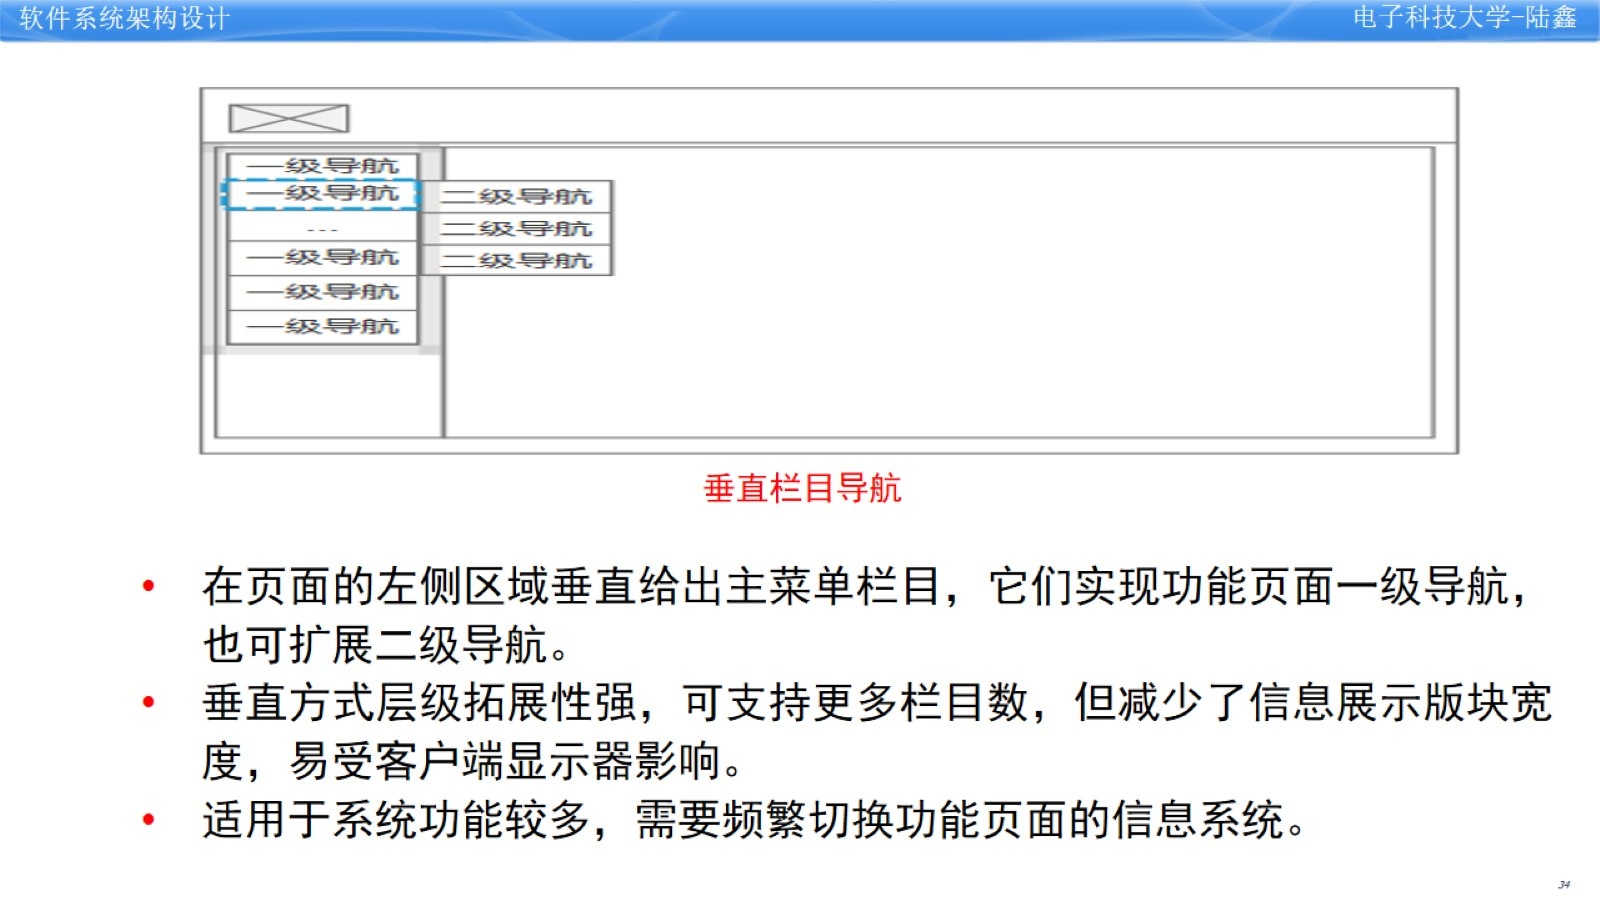 软件系统架构设计
电子科技大学-陆鑫
一级导航
一级导航
二级导航
...
二级导航
一级导航
二级导航
一级导航
一级导航
垂直栏目导航
• 在页面的左侧区域垂直给出主菜单栏目，它们实现功能页面一级导航，
也可扩展二级导航。
• 垂直方式层级拓展性强，可支持更多栏目数，但减少了信息展示版块宽
度，易受客户端显示器影响。
• 适用于系统功能较多，需要频繁切换功能页面的信息系统。
34